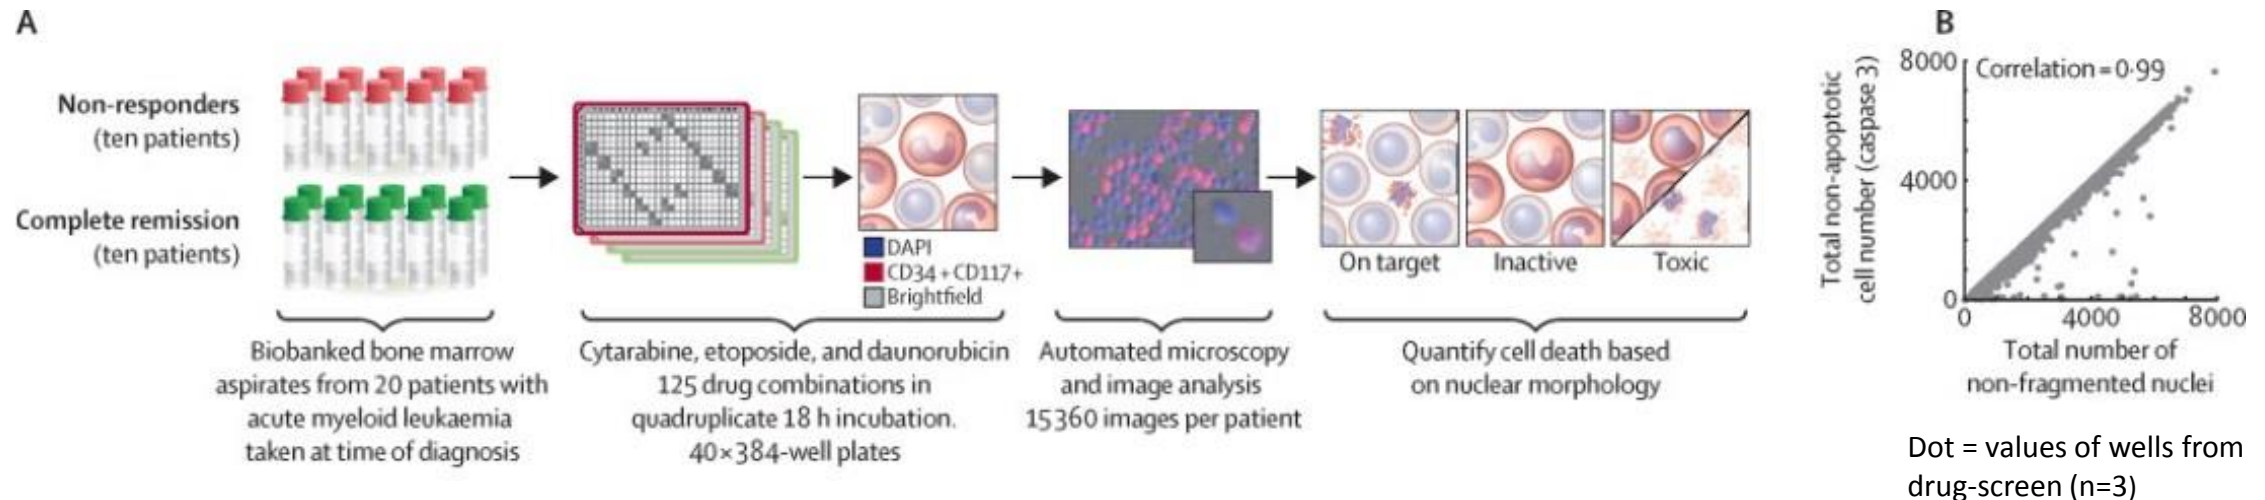 A
Non-responders
(ten patients)
Complete remission
(ten patients)
DAPI
CD34+CD117+
Brightfield
On target
Inactive
Toxic
Biobanked bone marrow
aspirates from 20 patients with
acute myeloid leukaemia
taken at time of diagnosis
Cytarabine, etoposide, and daunorubicin
125 drug combinations in
quadruplicate 18 h incubation.
40×384-well plates
Automated microscopy
and image analysis
15360 images per patient
Quantify cell death based
on nuclear morphology
B
Total non-apoptotic
cell number (caspase 3)
8000
4000
0
Correlation=0·99
0
4000
8000
Total number of
non-fragmented nuclei
Dot = values of wells from
drug-screen (n=3)